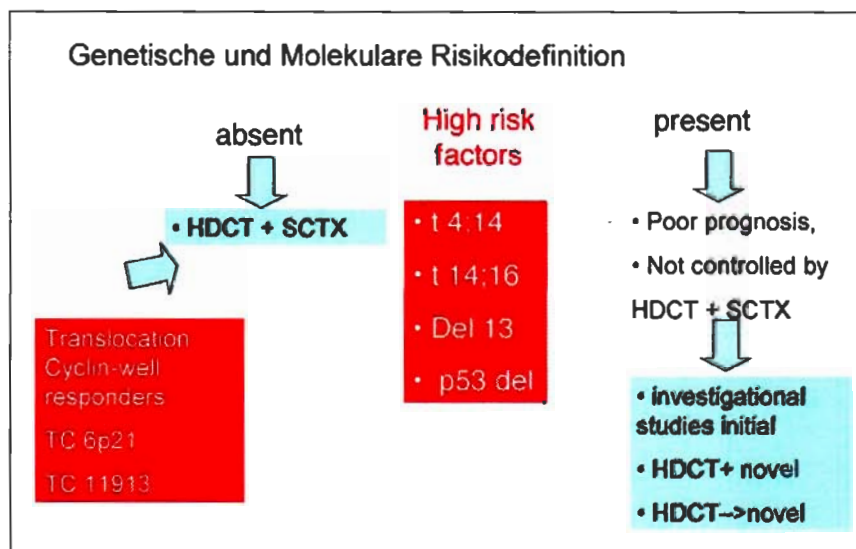 Genetische und Molekulare Risikodefinition
absent
• HDCT + SCTX
Translocation
Cyclin-well
responders
TC 6p21
TC 11913
High risk
factors
• t 4;14
• t 14;16
• Del 13
• p53 del
present
• Poor prognosis,
• Not controlled by
HDCT + SCTX
• investigational
studies initial
• HDCT+ novel
• HDCT-->novel